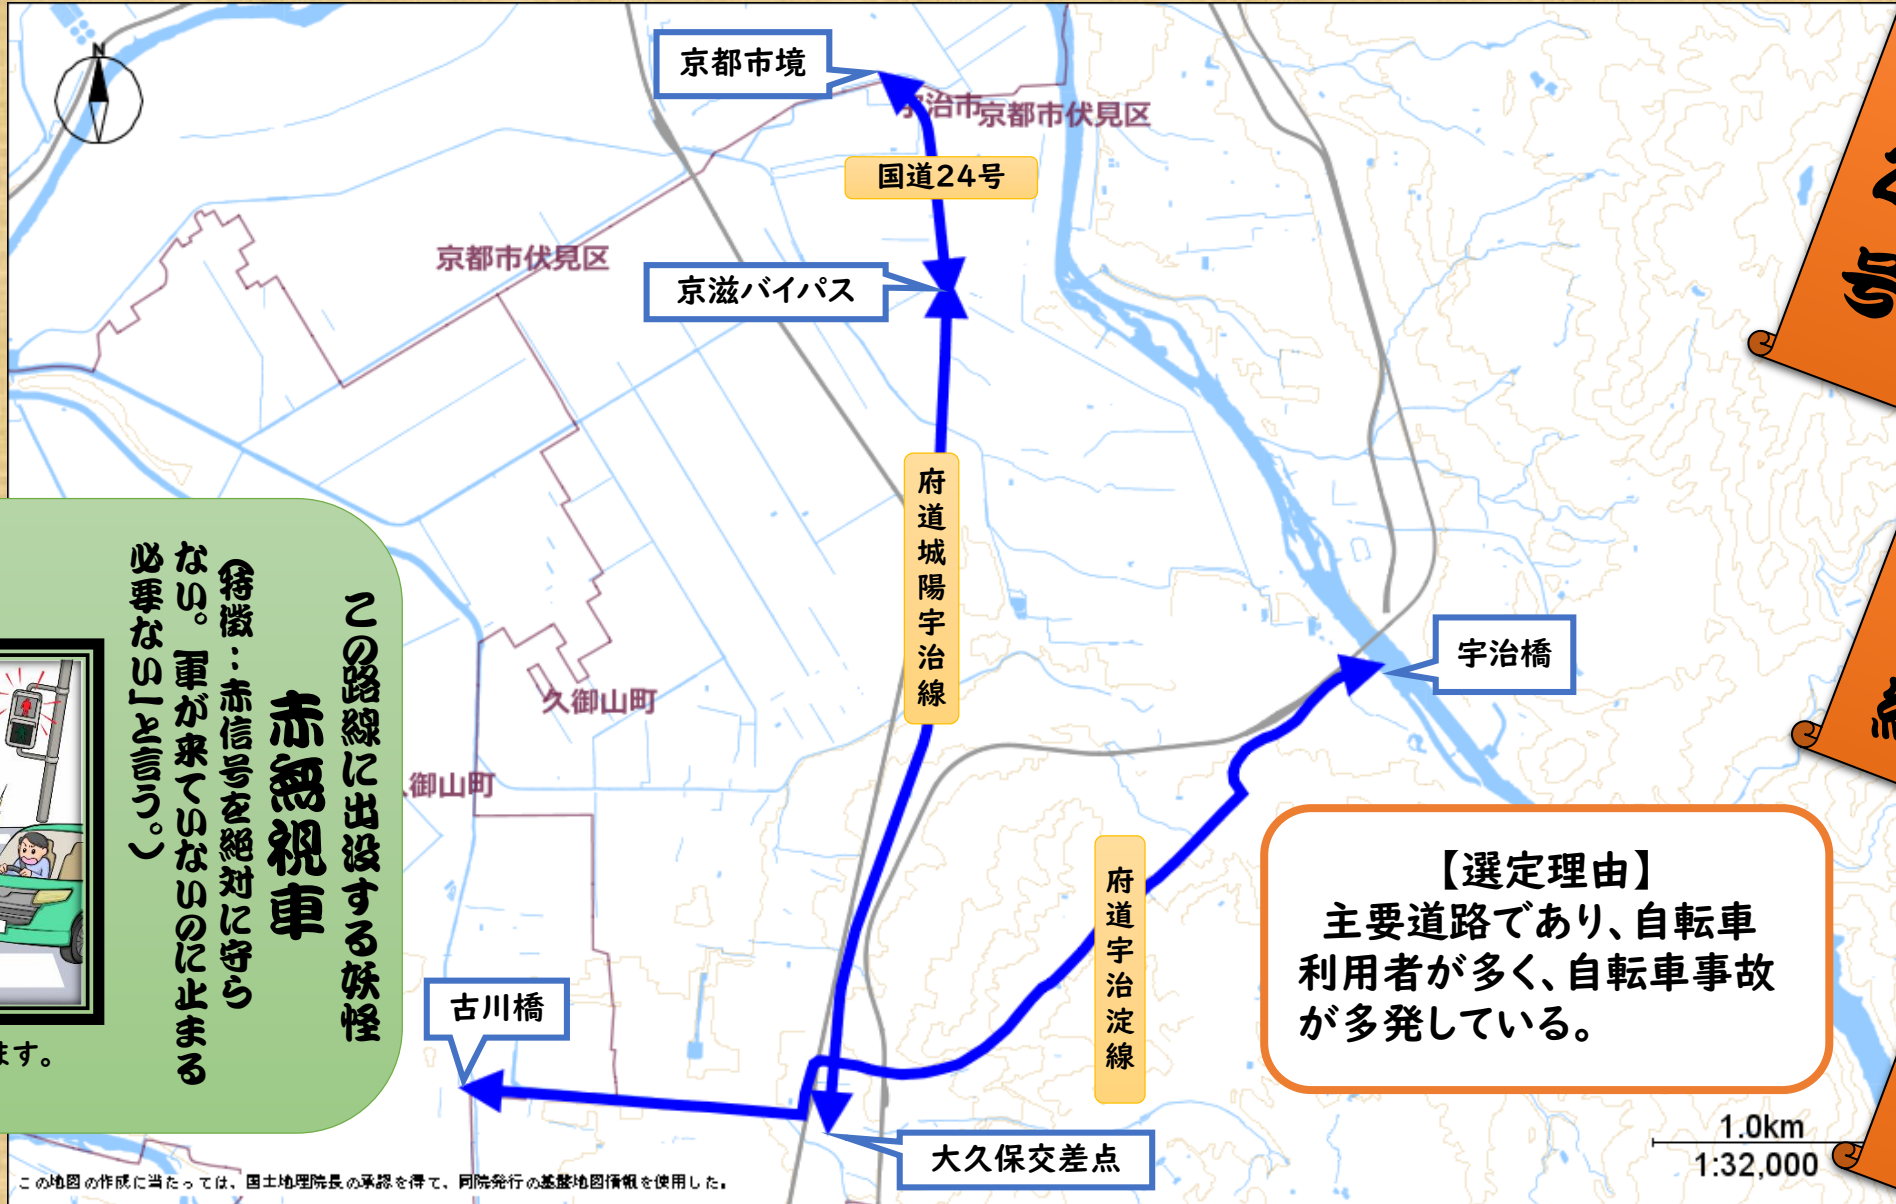 N
京都市境
宇治市
京都市伏見区
国道24号
京都市伏見区
京滋バイパス
号
府道城陽宇治線
久御山町
宇治橋
御山町
この路線に出没する妖怪
赤無視車
(特徴:赤信号を絶対に守ら
ない。「車が来ていないのに止まる
必要ない」と言う。)
ます。
府道宇治淀線
【選定理由】
主要道路であり、自転車
利用者が多く、自転車事故
が多発している。
古川橋
大久保交差点
1.0km
1:32,000
この地図の作成に当たっては、国土地理院長の承認を得て、同院発行の基盤地図情報を使用した。